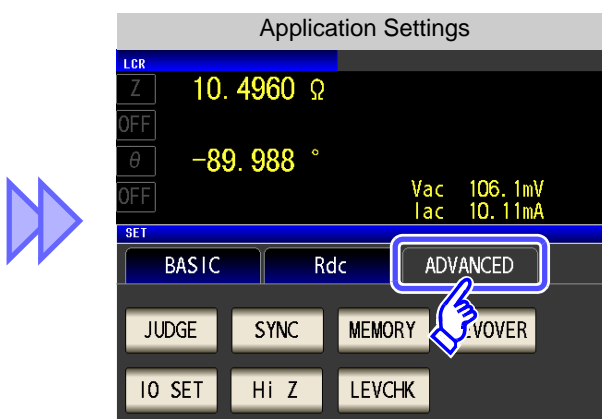 Application Settings
LCR
Z 10.4960 Ω
OFF
θ -89.988 °
OFF
Vac 106.1mV
Iac 10.11mA
SET
BASIC Rdc ADVANCED
JUDGE SYNC MEMORY VOVER
IO SET Hi Z LEVCHK